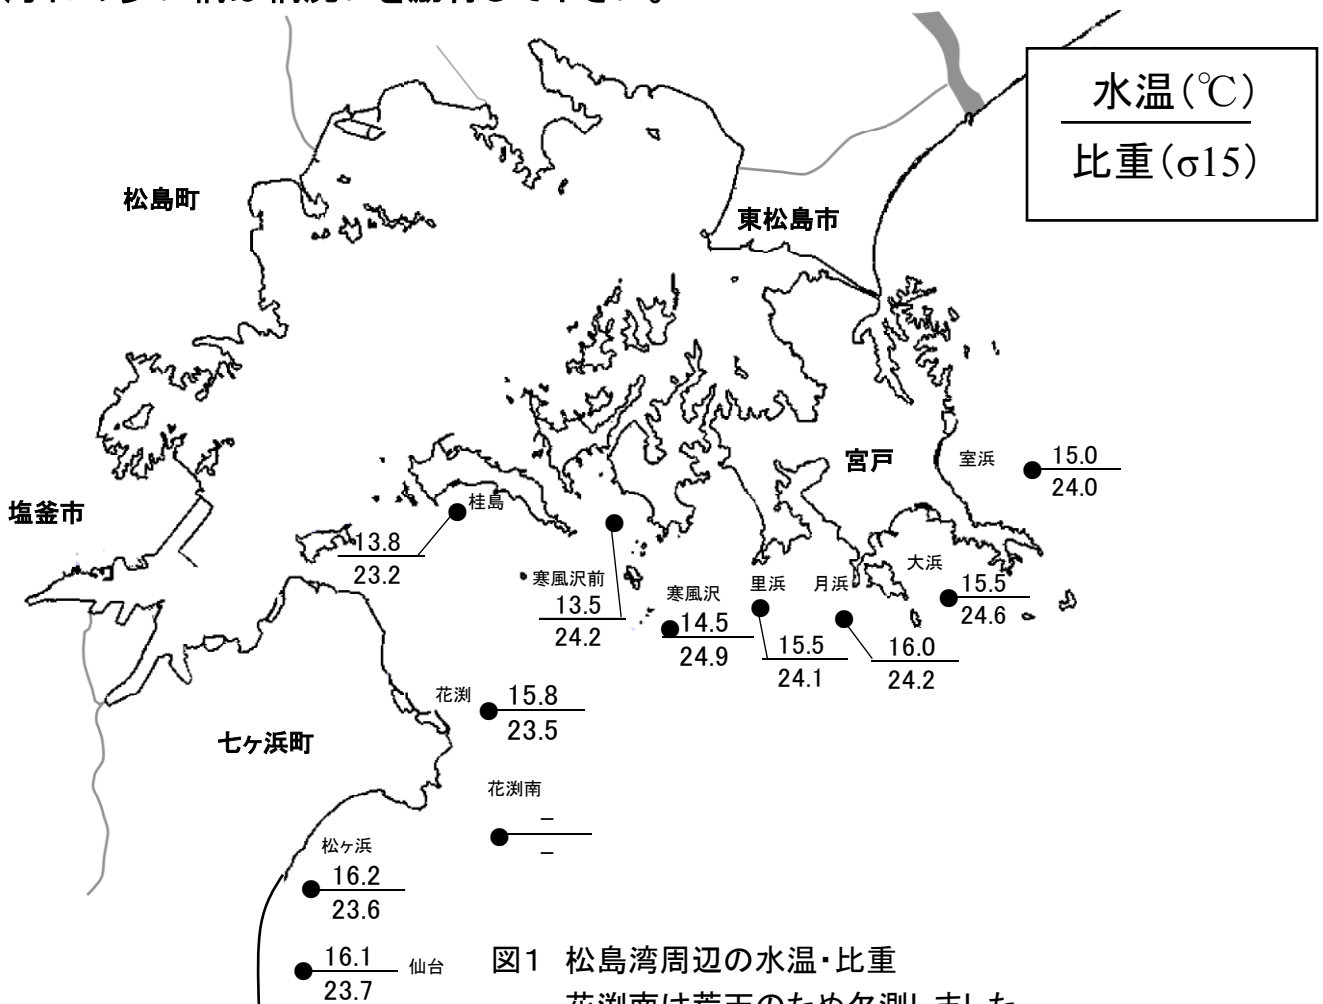 水温(℃)
比重(σ15)
松島町
東松島市
宮戸
室浜
15.0
24.0
塩釜市
桂島
13.8
23.2
寒風沢前
13.5
24.2
寒風沢
14.5
24.9
里浜
15.5
24.1
月浜
16.0
24.2
大浜
15.5
24.6
花渕
15.8
23.5
七ヶ浜町
花渕南
－
－
松ヶ浜
16.2
23.6
16.1
23.7
仙台
図1 松島湾周辺の水温・比重